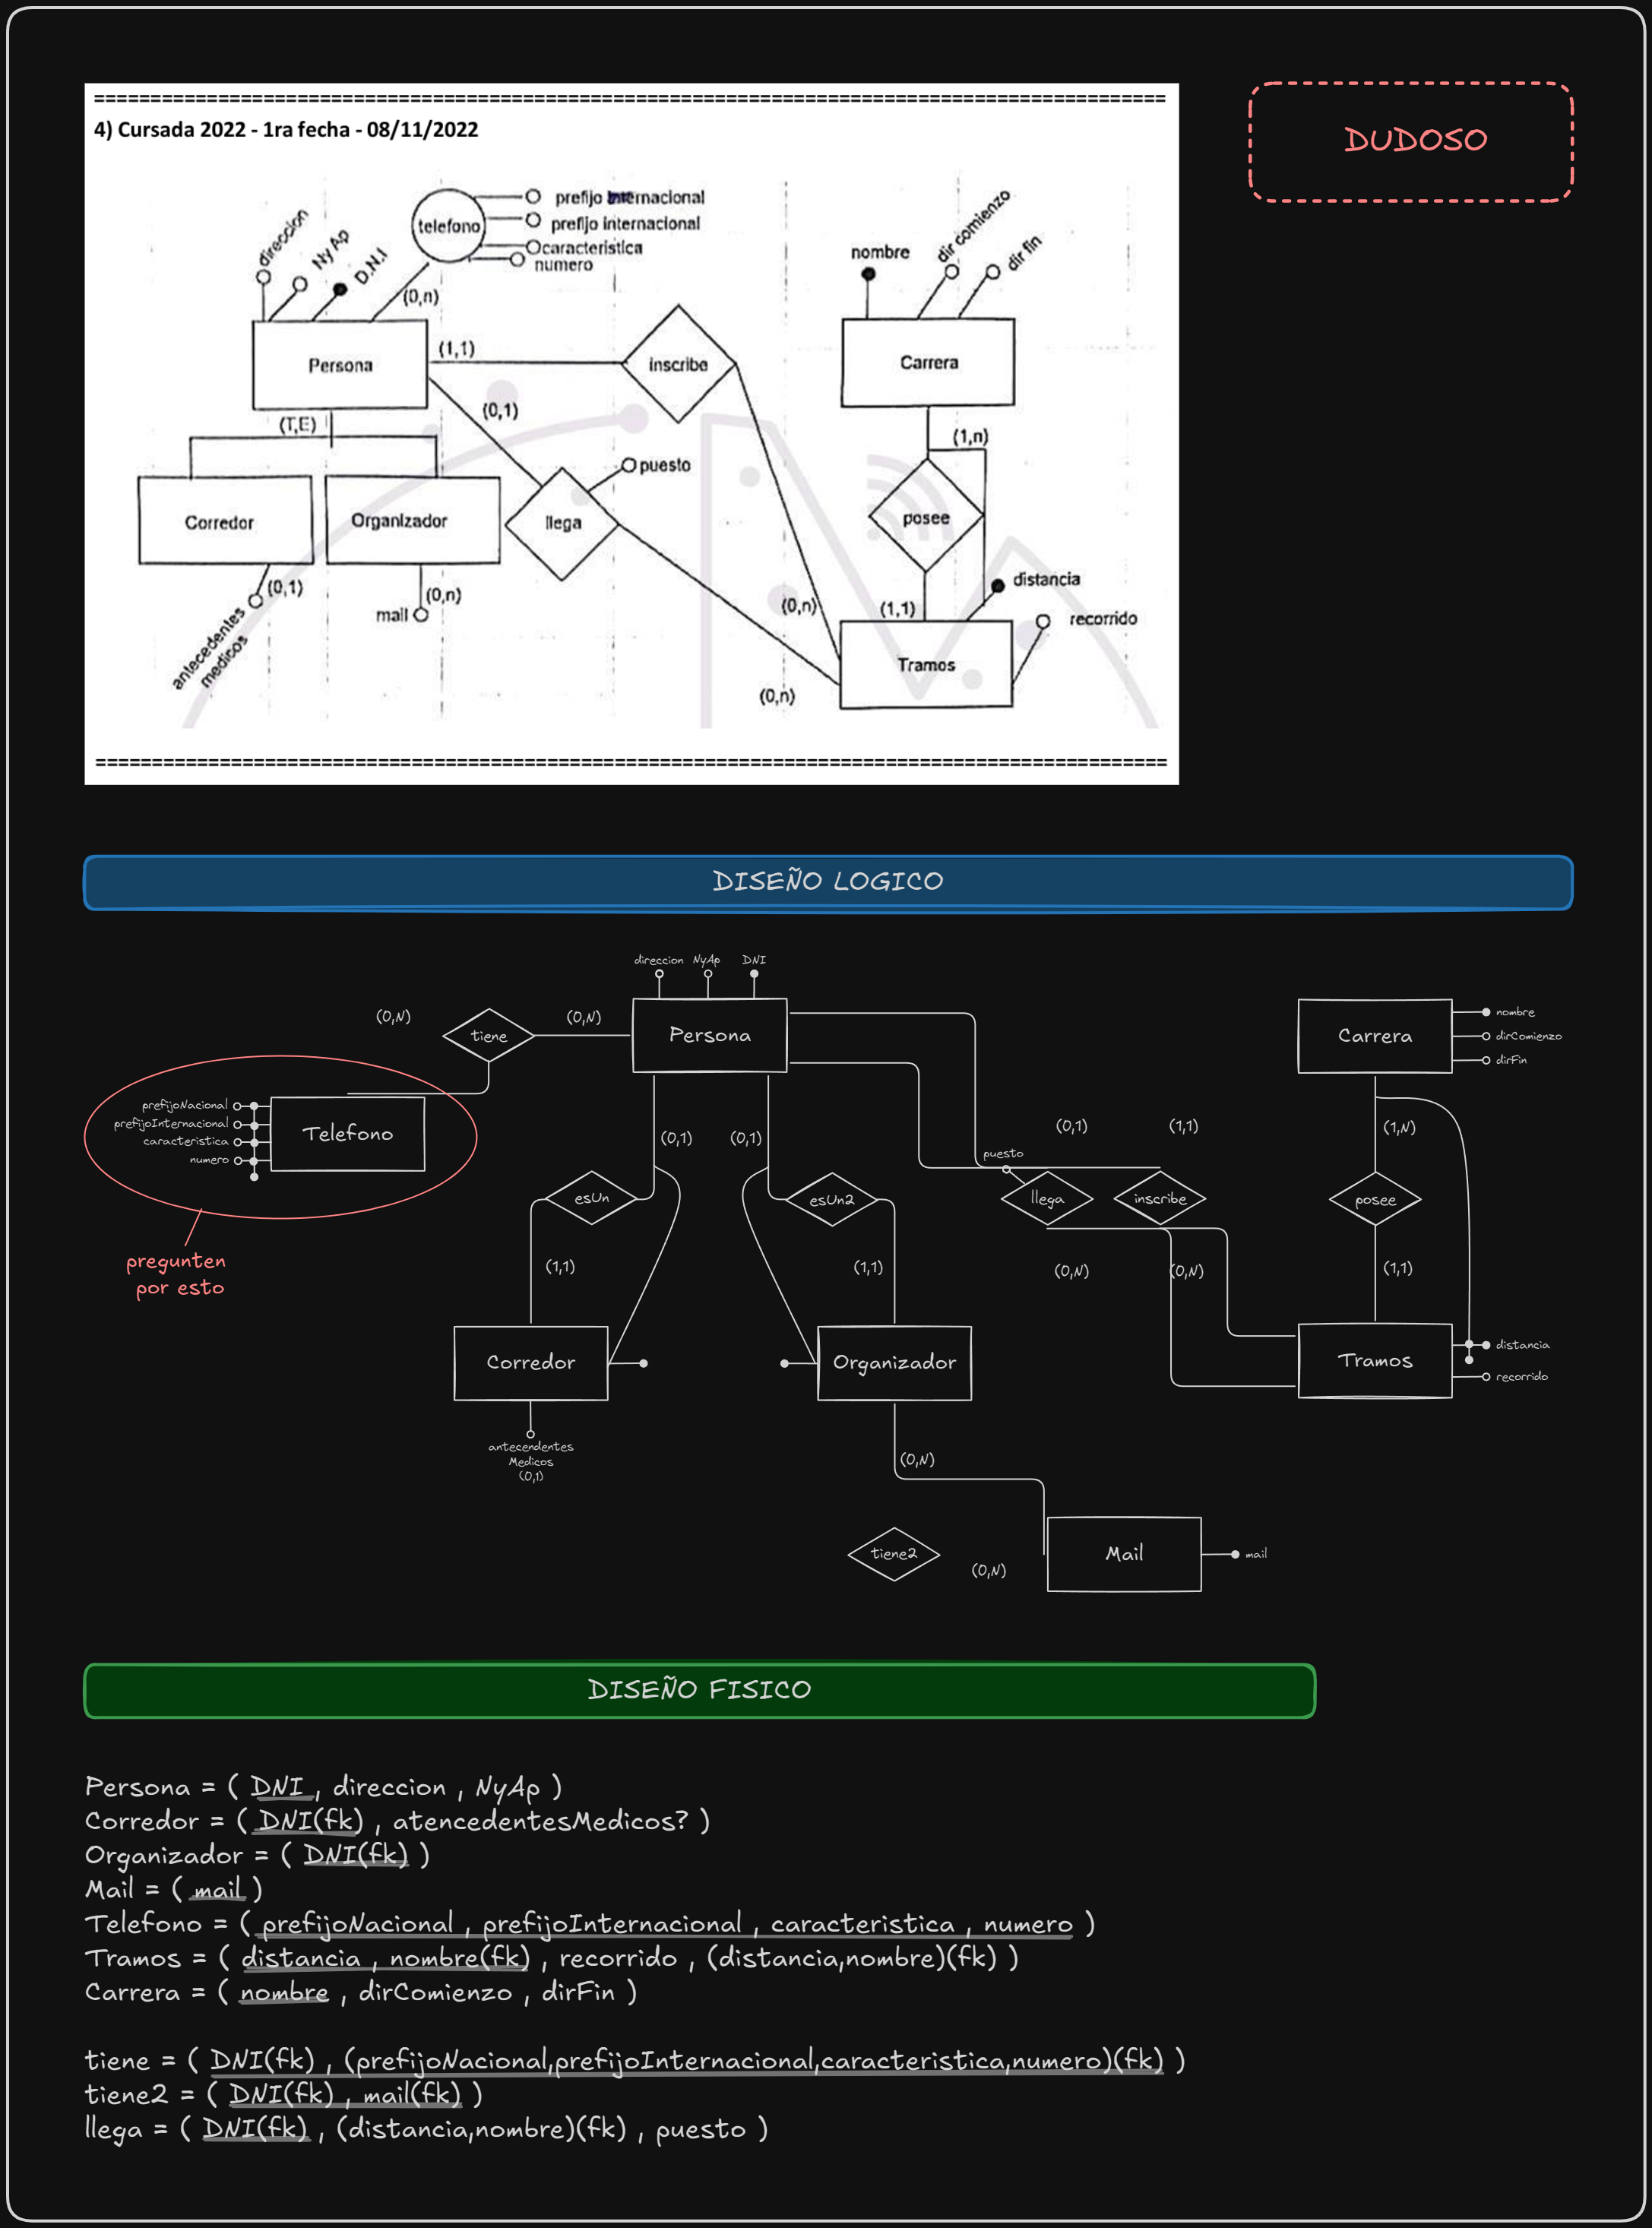 ================================================================
4) Cursada 2022 - 1ra fecha - 08/11/2022
DUDOSO
direccion
NyAp
D.N.I
telefono
prefijo internacional
prefijo internacional
caracteristica
numero
(0,n)
nombre
dir comienzo
dir fin
Persona
(1,1)
inscribe
Carrera
(T,E)
(0,1)
(1,n)
puesto
Corredor
Organizador
llega
posee
(0,1)
antecedentes
medicos
mail
(0,n)
(0,n)
(1,1)
distancia
recorrido
Tramos
(0,n)
================================================================
DISEÑO LOGICO
direccion NyAp DNI
(0,N)
tiene
(0,N)
Persona
Carrera
nombre
dirComienzo
dirFin
prefijoNacional
prefijoInternacional
caracteristica
numero
Telefono
(0,1)
(0,1)
(0,1)
(1,1)
(1,N)
puesto
esUn
esUn2
llega
inscribe
posee
pregunten
por esto
(1,1)
(1,1)
(0,N)
(0,N)
(1,1)
Corredor
Organizador
Tramos
distancia
recorrido
antecendentes
Medicos
(0,1)
(0,N)
tiene2
(0,N)
Mail
mail
DISEÑO FISICO
Persona = ( DNI , direccion , NyAp )
Corredor = ( DNI(fk) , atencedentesMedicos? )
Organizador = ( DNI(fk) )
Mail = ( mail )
Telefono = ( prefijoNacional , prefijoInternacional , caracteristica , numero )
Tramos = ( distancia , nombre(fk) , recorrido , (distancia,nombre)(fk) )
Carrera = ( nombre , dirComienzo , dirFin )
tiene = ( DNI(fk) , (prefijoNacional,prefijoInternacional,caracteristica,numero)(fk) )
tiene2 = ( DNI(fk) , mail(fk) )
llega = ( DNI(fk) , (distancia,nombre)(fk) , puesto )